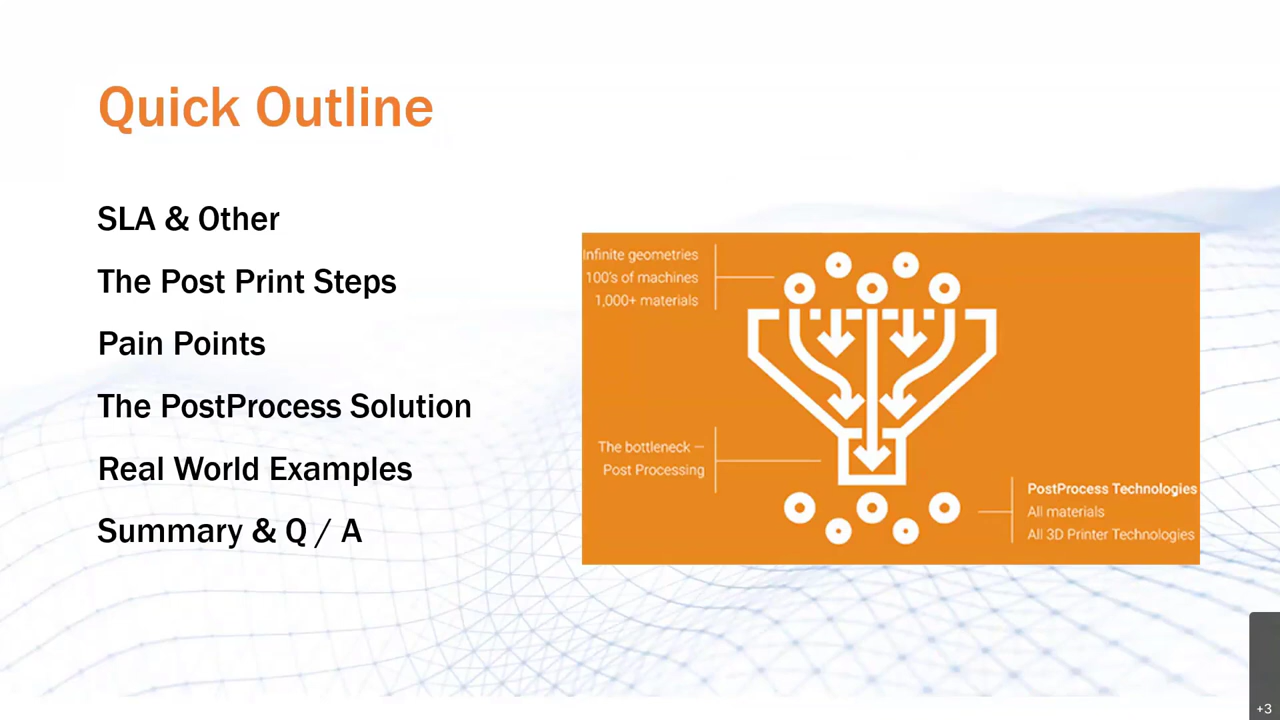 Quick Outline
SLA & Other
The Post Print Steps
Pain Points
The PostProcess Solution
Real World Examples
Summary & Q / A
Infinite geometries
100's of machines
1,000+ materials
The bottleneck –
Post Processing
PostProcess Technologies
All materials
All 3D Printer Technologies
+3